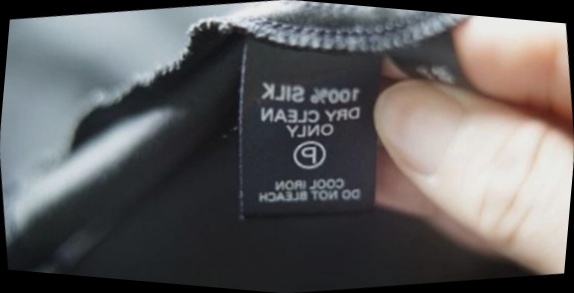 100% SILK
DRY CLEAN
ONLY
P
COOL IRON
DO NOT BLEACH